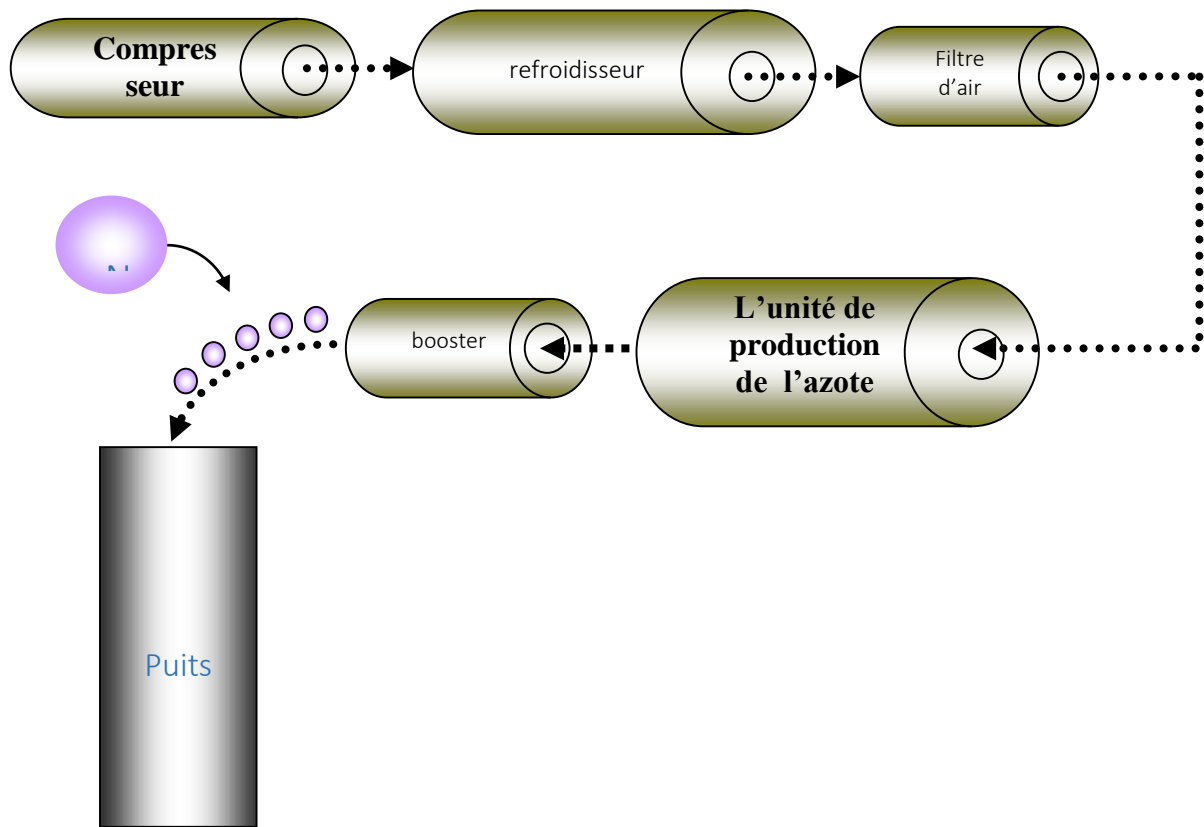 Compres
seur
refroidisseur
Filtre
d’air
L’unité de
production
de l’azote
booster
Puits